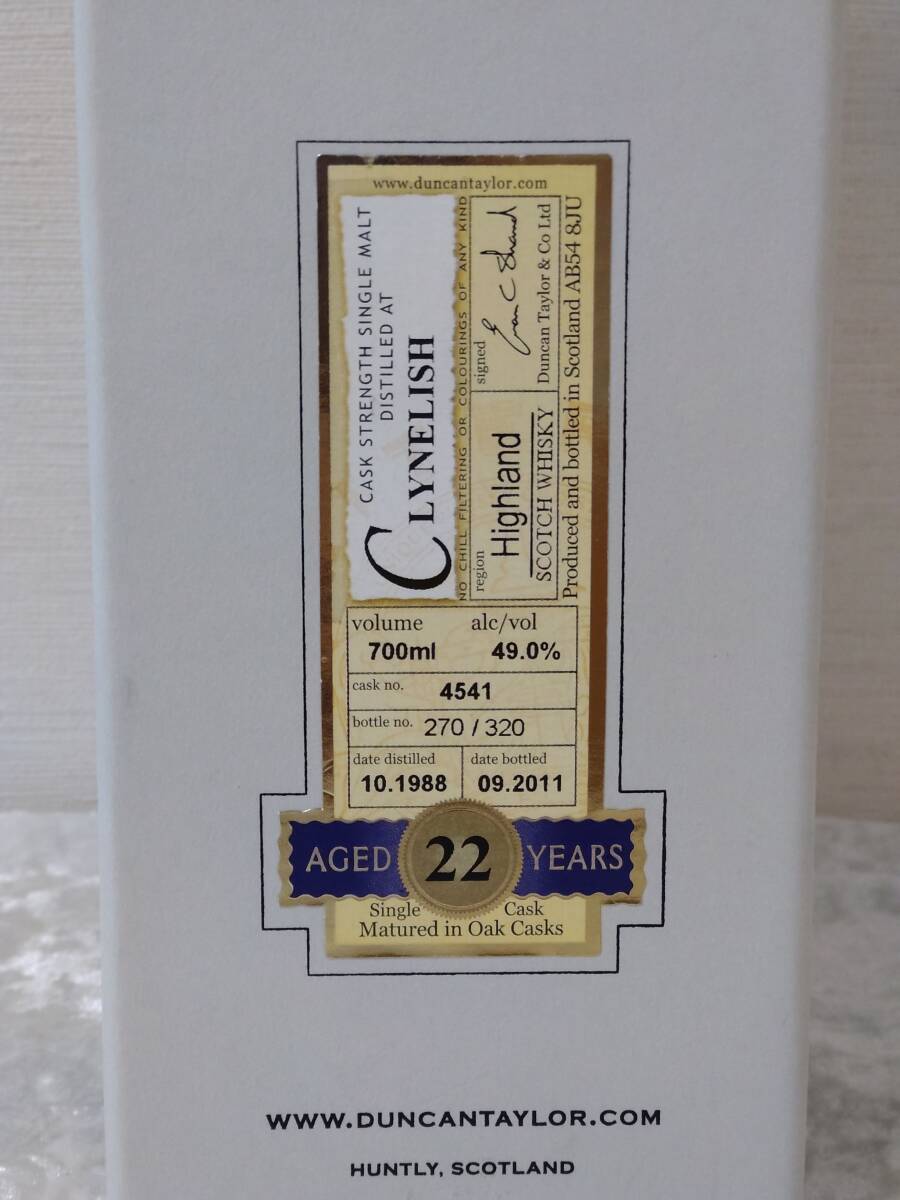 www.duncantaylor.com
CASK STRENGTH SINGLE MALT
DISTILLED AT
CLYNELISH
NO CHILL FILTERING OR COLOURINGS OF ANY KIND
region
Highland
SCOTCH WHISKY
signed
Duncan Taylor & Co Ltd
Produced and bottled in Scotland AB54 8JU
volume alc/vol
700ml 49.0%
cask no. 4541
bottle no. 270 / 320
date distilled date bottled
10.1988 09.2011
AGED 22 YEARS
Single Cask
Matured in Oak Casks
WWW.DUNCANTAYLOR.COM
HUNTLY, SCOTLAND